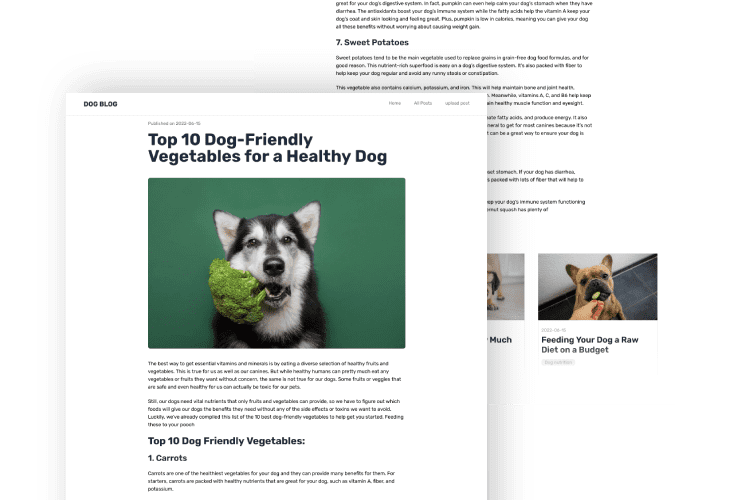 great for your dog's digestive system. In fact, pumpkin can even help calm your dog's stomach when they have
diarrhea. The antioxidants boost your dog's immune system while the fatty acids help the vitamin A keep your
dog's coat and skin looking and feeling great. Plus, pumpkin is low in calories, meaning you can give your dog
all these benefits without worrying about causing weight gain.
7. Sweet Potatoes
Sweet potatoes tend to be the main vegetable used to replace grains in grain-free dog food formulas, and for
good reason. This nutrient-rich superfood is easy on a dog's digestive system. It's also packed with fiber to
help keep your dog regular and avoid any runny stools or constipation.
This vegetable also contains calcium, potassium, and iron. This will help maintain bone and joint health,
n. Meanwhile, vitamins A, C, and B6 help keep
ain healthy muscle function and eyesight.
nate fatty acids, and produce energy. It also
neral to get for most canines because it's not
t can be a great way to ensure your dog is
set stomach. If your dog has diarrhea,
s packed with lots of fiber that will help to
eep your dog's immune system functioning
ernut squash has plenty of
DOG BLOG
Home All Posts upload post
Published on 2022-06-15
Top 10 Dog-Friendly
Vegetables for a Healthy Dog
The best way to get essential vitamins and minerals is by eating a diverse selection of healthy fruits and
vegetables. This is true for us as well as our canines. But while healthy humans can pretty much eat any
vegetables or fruits they want without concern, the same is not true for our dogs. Some fruits or veggies that
are safe and even healthy for us can actually be toxic for our pets.
Still, our dogs need vital nutrients that only fruits and vegetables can provide, so we have to figure out which
foods will give our dogs the benefits they need without any of the side effects or toxins we want to avoid.
Luckily, we've already compiled this list of the 10 best dog-friendly vegetables to help get you started. Feeding
these to your pooch
Top 10 Dog Friendly Vegetables:
1. Carrots
Carrots are one of the healthiest vegetables for your dog and they can provide many benefits for them. For
starters, carrots are packed with healthy nutrients that are great for your dog, such as vitamin A, fiber, and
potassium.
Much
2022-06-15
Feeding Your Dog a Raw
Diet on a Budget
Dog nutrition